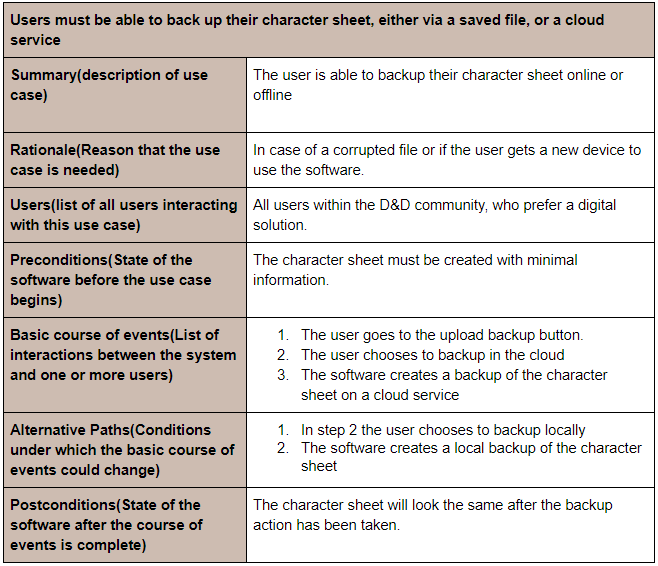 Users must be able to back up their character sheet, either via a saved file, or a cloud
service
Summary(description of use
case)
The user is able to backup their character sheet online or
offline
Rationale(Reason that the use
case is needed)
In case of a corrupted file or if the user gets a new device to
use the software.
Users(list of all users interacting
with this use case)
All users within the D&D community, who prefer a digital
solution.
Preconditions(State of the
software before the use case
begins)
The character sheet must be created with minimal
information.
Basic course of events(List of
interactions between the system
and one or more users)
1. The user goes to the upload backup button.
2. The user chooses to backup in the cloud
3. The software creates a backup of the character
sheet on a cloud service
Alternative Paths(Conditions
under which the basic course of
events could change)
1. In step 2 the user chooses to backup locally
2. The software creates a local backup of the character
sheet
Postconditions(State of the
software after the course of
events is complete)
The character sheet will look the same after the backup
action has been taken.